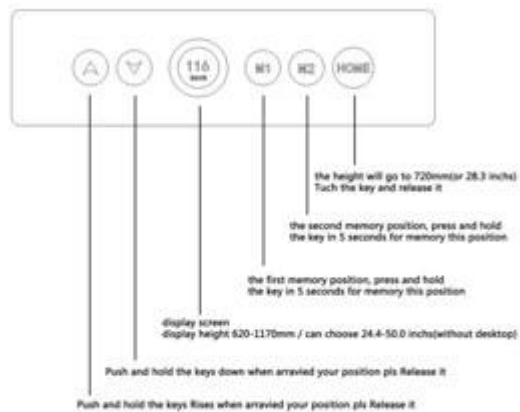 116
M1
M2
HOME
the height will go to 720mm(or 28.3 inchs)
Tuch the key and release it
the second memory position, press and hold
the key in 5 seconds for memory this position
the first memory position, press and hold
the key in 5 seconds for memory this position
display screen
display height 620-1170mm / can choose 24.4-50.0 inchs(without desktop)
Push and hold the keys down when arravied your position pls Release it
Push and hold the keys Rises when arravied your position pls Release it